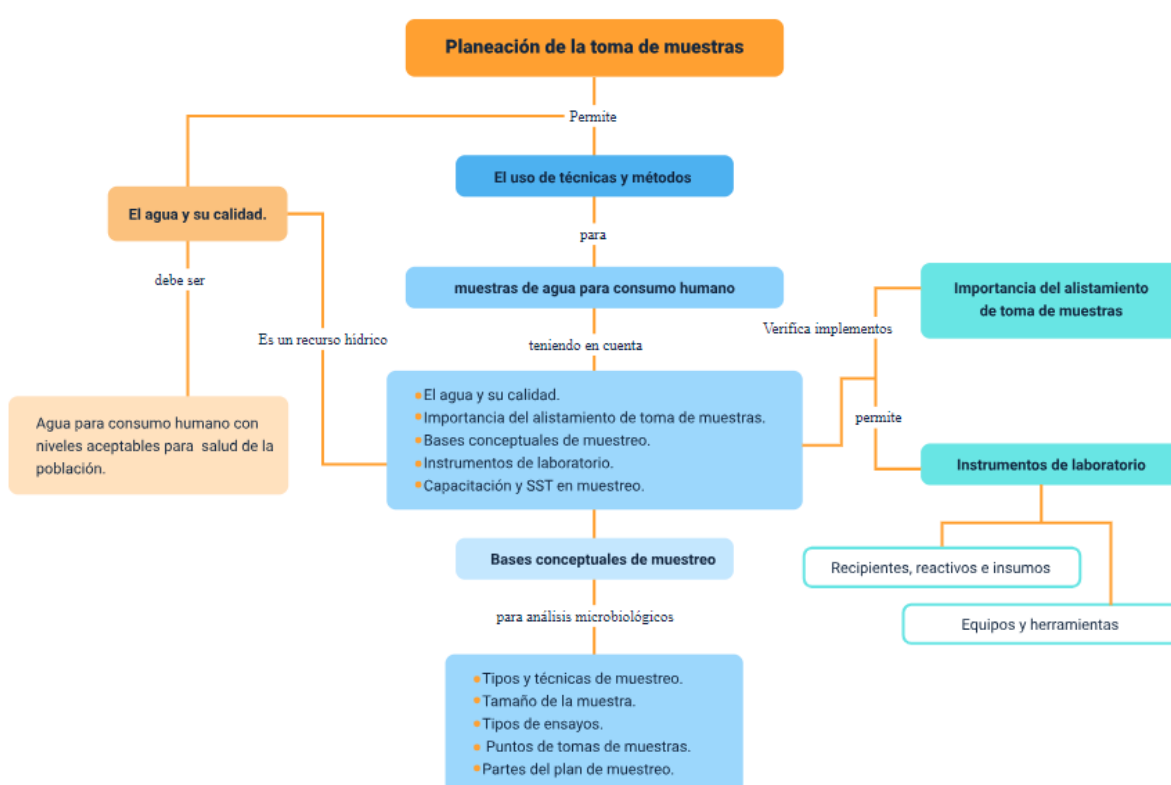 Planeación de la toma de muestras
Permite
El uso de técnicas y métodos
El agua y su calidad.
para
debe ser
muestras de agua para consumo humano
Importancia del alistamiento
de toma de muestras
Verifica implementos
Es un recurso hídrico
teniendo en cuenta
El agua y su calidad.
Importancia del alistamiento de toma de muestras.
Bases conceptuales de muestreo.
Instrumentos de laboratorio.
Capacitación y SST en muestreo.
Agua para consumo humano con
niveles aceptables para salud de la
población.
permite
Instrumentos de laboratorio
Bases conceptuales de muestreo
Recipientes, reactivos e insumos
Equipos y herramientas
para análisis microbiológicos
Tipos y técnicas de muestreo.
Tamaño de la muestra.
Tipos de ensayos.
Puntos de tomas de muestras.
Partes del plan de muestreo.